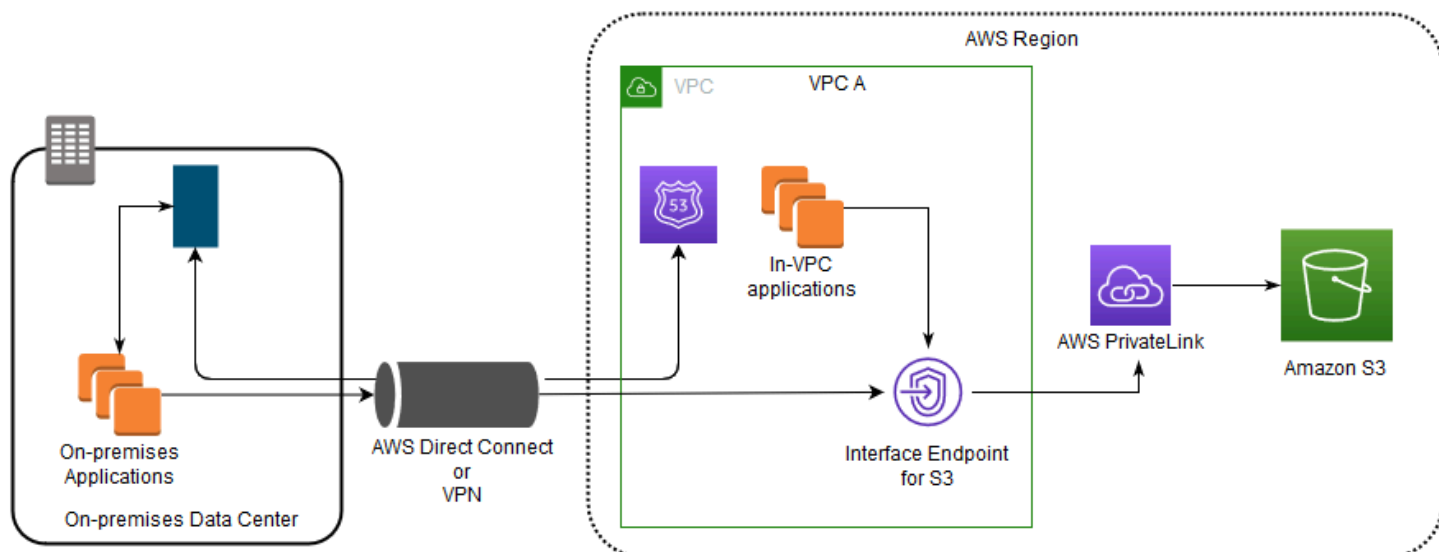 AWS Region
VPC
VPC A
53
In-VPC
applications
AWS PrivateLink
Amazon S3
On-premises
Applications
AWS Direct Connect
or
VPN
Interface Endpoint
for S3
On-premises Data Center